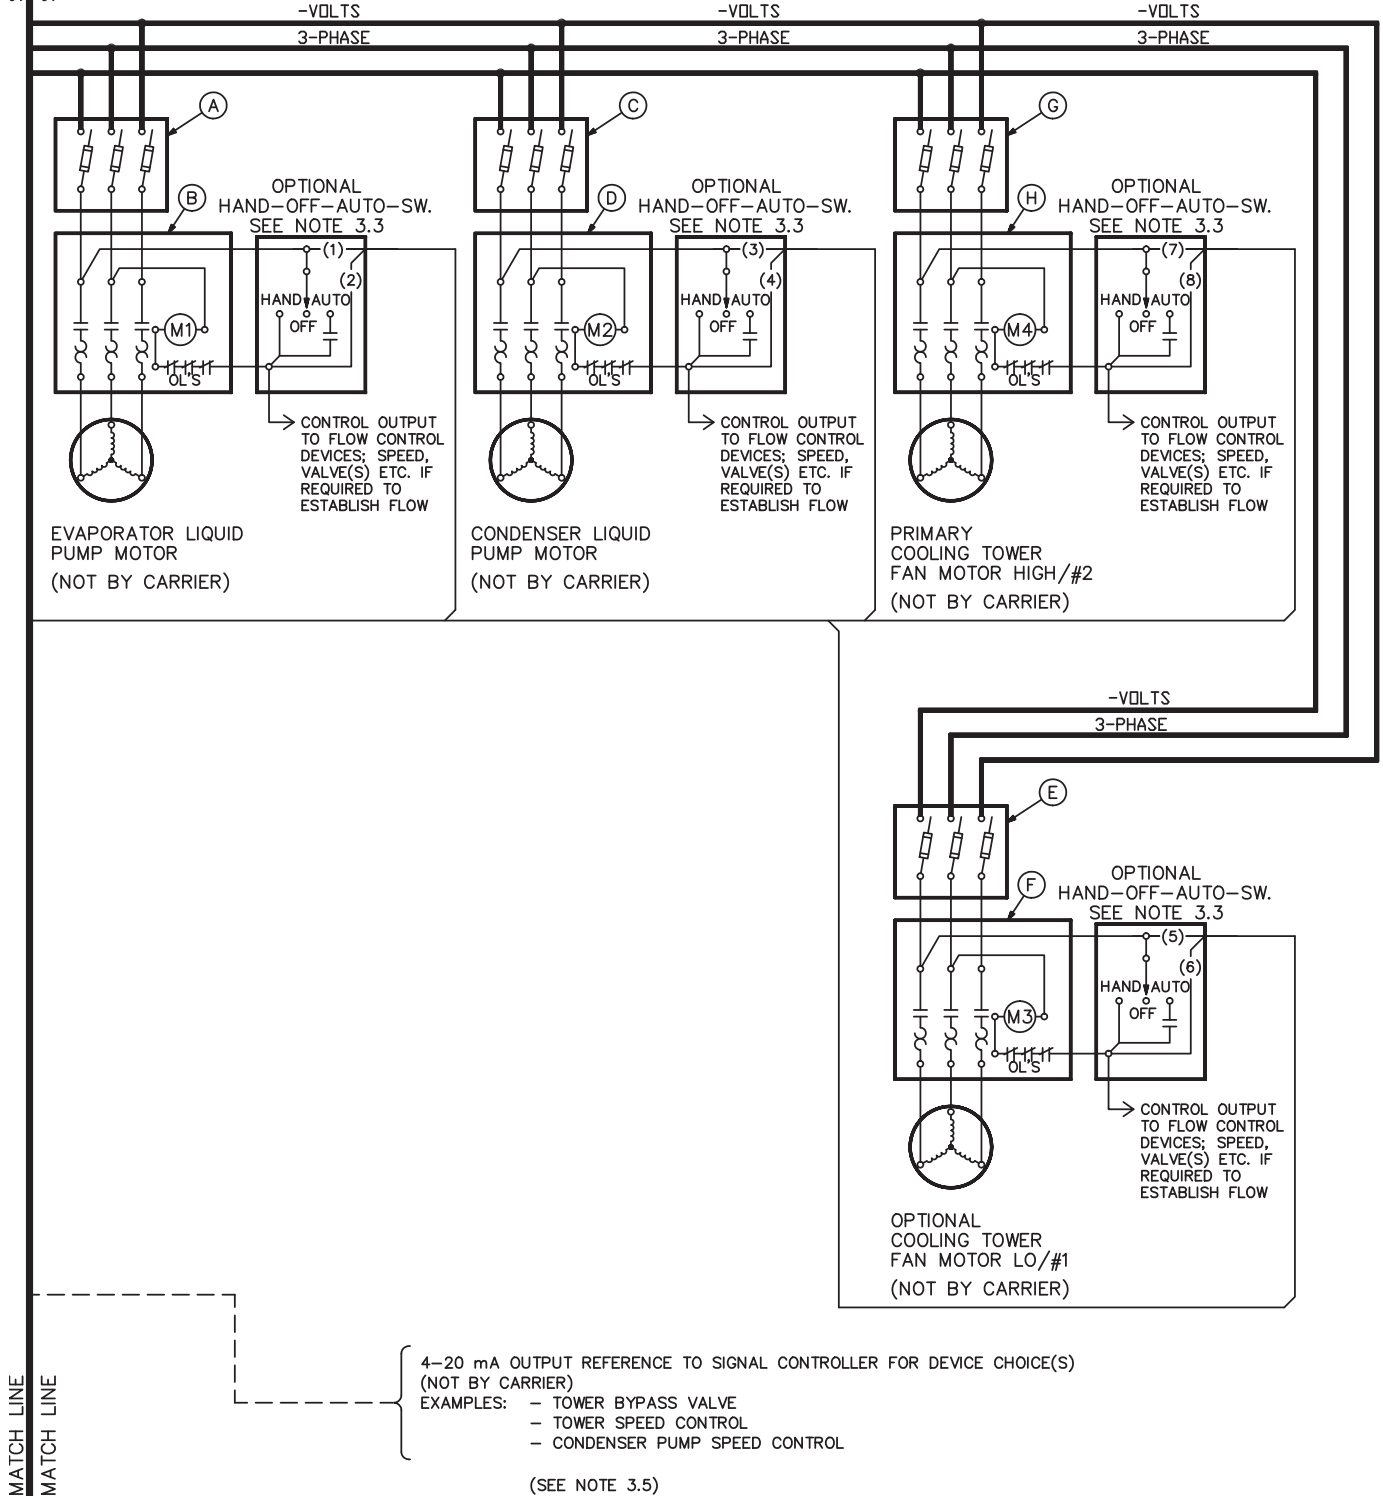 -VOLTS
-VOLTS
-VOLTS
3-PHASE
3-PHASE
3-PHASE
A
C
G
OPTIONAL
HAND-OFF-AUTO-SW.
SEE NOTE 3.3
OPTIONAL
HAND-OFF-AUTO-SW.
SEE NOTE 3.3
OPTIONAL
HAND-OFF-AUTO-SW.
SEE NOTE 3.3
B
D
H
(1)
(2)
HAND AUTO
OFF
M1
OL'S
(3)
(4)
HAND AUTO
OFF
M2
OL'S
(7)
(8)
HAND AUTO
OFF
M4
OL'S
CONTROL OUTPUT
TO FLOW CONTROL
DEVICES; SPEED,
VALVE(S) ETC. IF
REQUIRED TO
ESTABLISH FLOW
CONTROL OUTPUT
TO FLOW CONTROL
DEVICES; SPEED,
VALVE(S) ETC. IF
REQUIRED TO
ESTABLISH FLOW
CONTROL OUTPUT
TO FLOW CONTROL
DEVICES; SPEED,
VALVE(S) ETC. IF
REQUIRED TO
ESTABLISH FLOW
EVAPORATOR LIQUID
PUMP MOTOR
(NOT BY CARRIER)
CONDENSER LIQUID
PUMP MOTOR
(NOT BY CARRIER)
PRIMARY
COOLING TOWER
FAN MOTOR HIGH/#2
(NOT BY CARRIER)
-VOLTS
3-PHASE
E
OPTIONAL
HAND-OFF-AUTO-SW.
SEE NOTE 3.3
F
(5)
(6)
HAND AUTO
OFF
M3
OL'S
CONTROL OUTPUT
TO FLOW CONTROL
DEVICES; SPEED,
VALVE(S) ETC. IF
REQUIRED TO
ESTABLISH FLOW
OPTIONAL
COOLING TOWER
FAN MOTOR LO/#1
(NOT BY CARRIER)
4-20 mA OUTPUT REFERENCE TO SIGNAL CONTROLLER FOR DEVICE CHOICE(S)
(NOT BY CARRIER)
EXAMPLES: - TOWER BYPASS VALVE
- TOWER SPEED CONTROL
- CONDENSER PUMP SPEED CONTROL
(SEE NOTE 3.5)
MATCH LINE
MATCH LINE